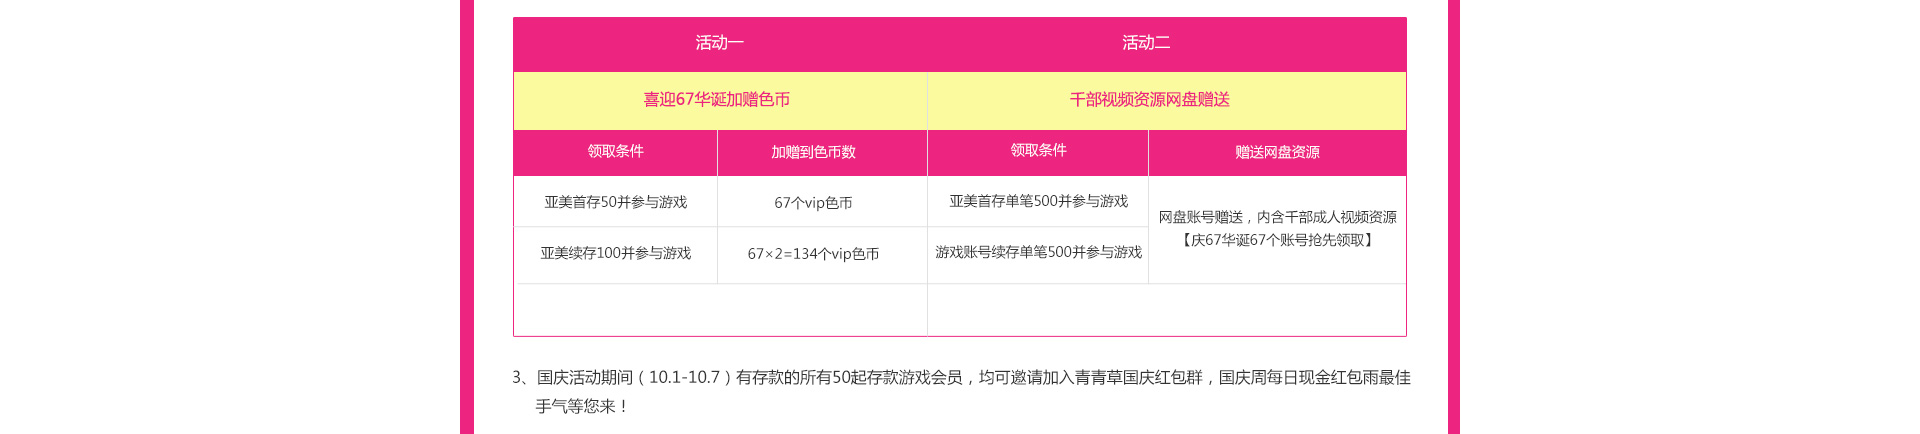 活动一 活动二
喜迎67华诞加赠色币 千部视频资源网盘赠送
领取条件 加赠到色币数 领取条件 赠送网盘资源
亚美首存50并参与游戏 67个vip色币 亚美首存单笔500并参与游戏
网盘账号赠送，内含千部成人视频资源
【庆67华诞67个账号抢先领取】
亚美续存100并参与游戏 67×2=134个vip色币 游戏账号续存单笔500并参与游戏
3、国庆活动期间（10.1-10.7）有存款的所有50起存款游戏会员，均可邀请加入青青草国庆红包群，国庆周每日现金红包雨最佳
手气等您来！